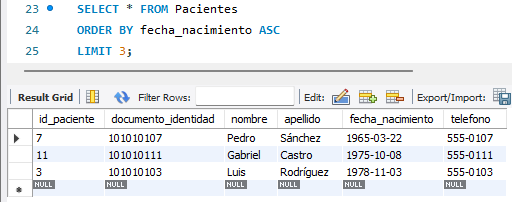 23 SELECT * FROM Pacientes
24 ORDER BY fecha_nacimiento ASC
25 LIMIT 3;
Result Grid Filter Rows: Edit: Export/Import:
id_paciente documento_identidad nombre apellido fecha_nacimiento telefono
7 101010107 Pedro Sánchez 1965-03-22 555-0107
11 101010111 Gabriel Castro 1975-10-08 555-0111
3 101010103 Luis Rodríguez 1978-11-03 555-0103
NULL NULL NULL NULL NULL NULL